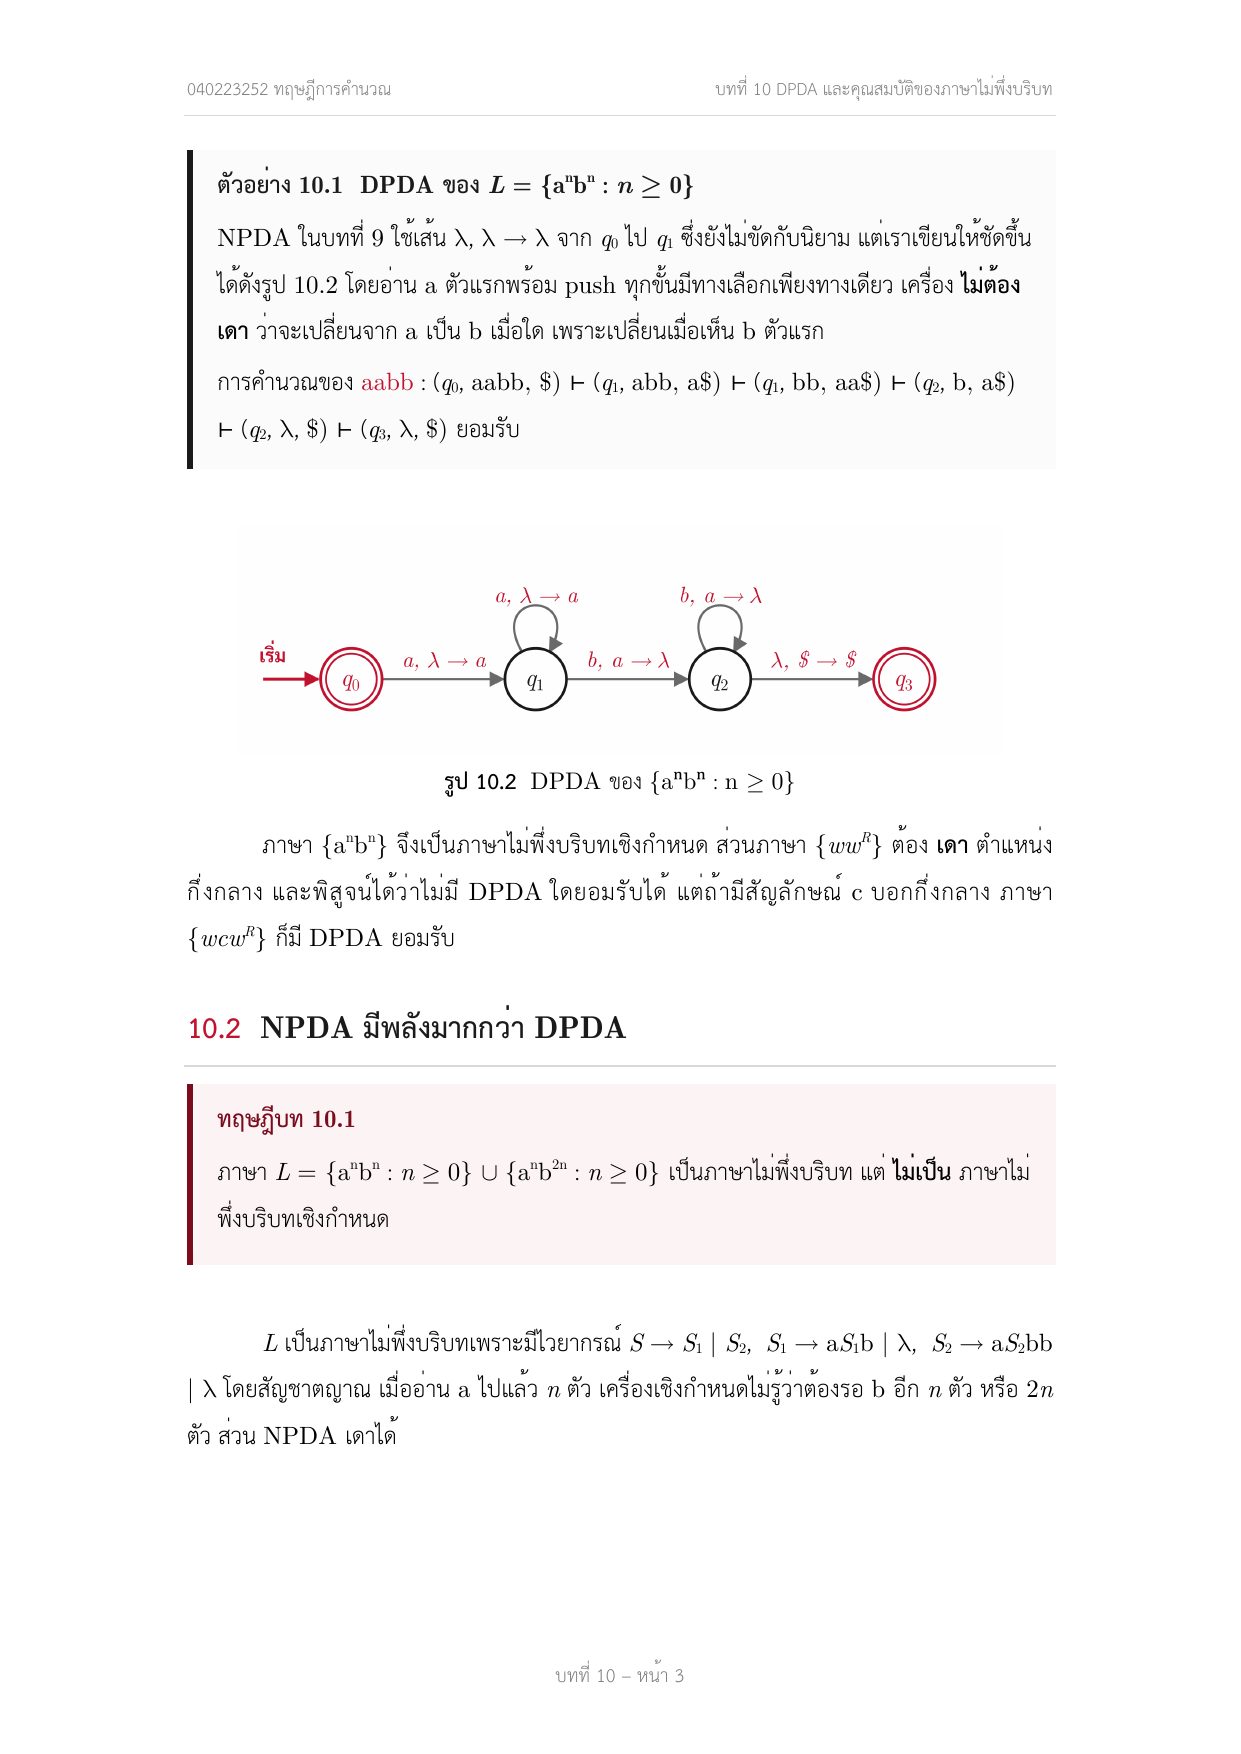 040223252 ทฤษฎีการคำนวณ
บทที่ 10 DPDA และคุณสมบัติของภาษาไม่พึ่งบริบท
ตัวอย่าง 10.1 DPDA ของ L = {aⁿbⁿ : n ≥ 0}
NPDA ในบทที่ 9 ใช้เส้น λ, λ → λ จาก q₀ ไป q₁ ซึ่งยังไม่ขัดกับนิยาม แต่เราเขียนให้ชัดขึ้น
ได้ดังรูป 10.2 โดยอ่าน a ตัวแรกพร้อม push ทุกขั้นมีทางเลือกเพียงทางเดียว เครื่อง ไม่ต้อง
เดา ว่าจะเปลี่ยนจาก a เป็น b เมื่อใด เพราะเปลี่ยนเมื่อเห็น b ตัวแรก
การคำนวณของ aabb : (q₀, aabb, $) ⊢ (q₁, abb, a$) ⊢ (q₁, bb, aa$) ⊢ (q₂, b, a$)
⊢ (q₂, λ, $) ⊢ (q₃, λ, $) ยอมรับ
a, λ → a b, a → λ
เริ่ม a, λ → a b, a → λ λ, $ → $
q₀ q₁ q₂ q₃
รูป 10.2 DPDA ของ {aⁿbⁿ : n ≥ 0}
ภาษา {aⁿbⁿ} จึงเป็นภาษาไม่พึ่งบริบทเชิงกำหนด ส่วนภาษา {wwᴿ} ต้อง เดา ตำแหน่ง
กึ่งกลาง และพิสูจน์ได้ว่าไม่มี DPDA ใดยอมรับได้ แต่ถ้ามีสัญลักษณ์ c บอกกึ่งกลาง ภาษา
{wcwᴿ} ก็มี DPDA ยอมรับ
10.2 NPDA มีพลังมากกว่า DPDA
ทฤษฎีบท 10.1
ภาษา L = {aⁿbⁿ : n ≥ 0} ∪ {aⁿb²ⁿ : n ≥ 0} เป็นภาษาไม่พึ่งบริบท แต่ ไม่เป็น ภาษาไม่
พึ่งบริบทเชิงกำหนด
L เป็นภาษาไม่พึ่งบริบทเพราะมีไวยากรณ์ S → S₁ | S₂, S₁ → aS₁b | λ, S₂ → aS₂bb
| λ โดยสัญชาตญาณ เมื่ออ่าน a ไปแล้ว n ตัว เครื่องเชิงกำหนดไม่รู้ว่าต้องรอ b อีก n ตัว หรือ 2n
ตัว ส่วน NPDA เดาได้
บทที่ 10 – หน้า 3